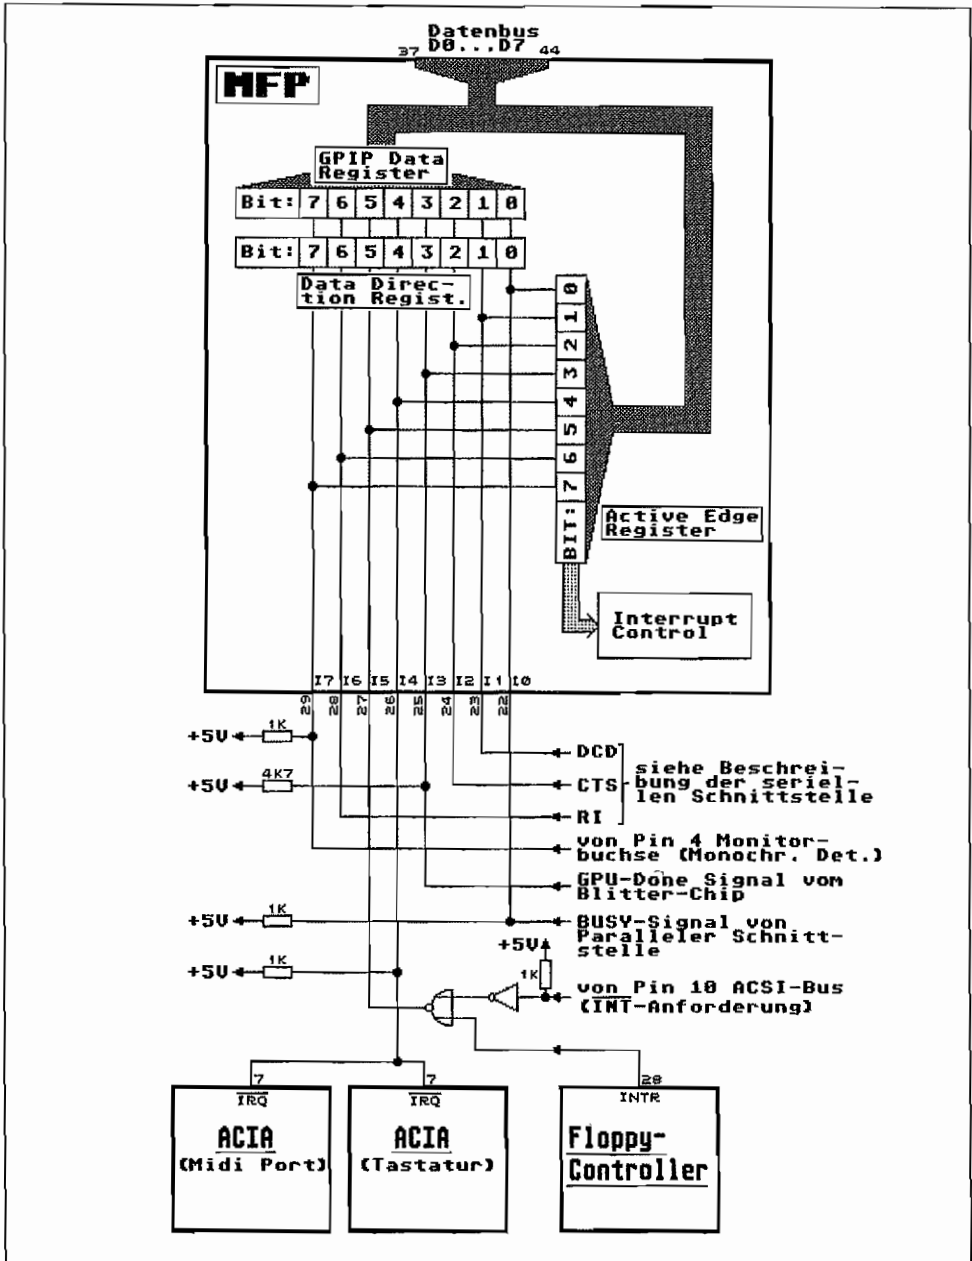 Datenbus
D0...D7
37
44
MFP
GPIP Data
Register
Bit: 7 6 5 4 3 2 1 0
Bit: 7 6 5 4 3 2 1 0
Data Direc-
tion Regist.
0
1
2
3
4
5
6
7
BIT:
Active Edge
Register
Interrupt
Control
I7 I6 I5 I4 I3 I2 I1 I0
29 28 27 26 25 24 23 22
+5V 1K
+5V 4K7
DCD
CTS
RI
siehe Beschrei-
bung der seriel-
len Schnittstelle
von Pin 4 Monitor-
buchse (Monochr. Det.)
GPU-Done Signal vom
Blitter-Chip
+5V 1K
BUSY-Signal von
Paralleler Schnitt-
stelle
+5V
1K
+5V 1K
von Pin 10 ACSI-Bus
(INT-Anforderung)
7
IRQ
ACIA
(Midi Port)
7
IRQ
ACIA
(Tastatur)
28
INTR
Floppy-
Controller